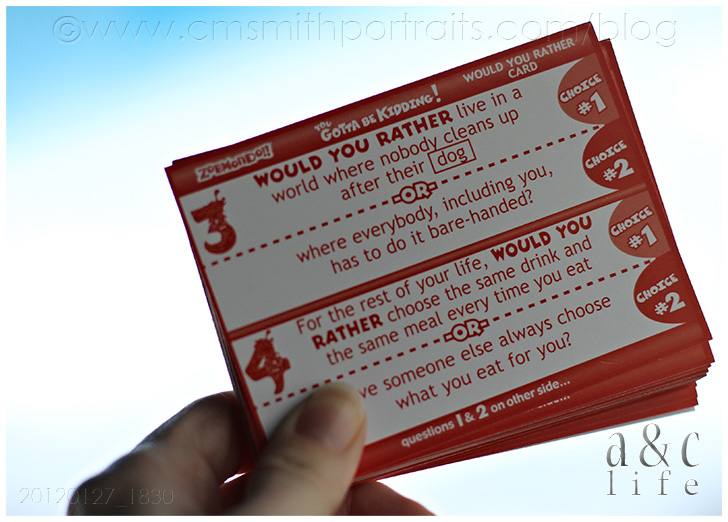 ©www.cmsmithportraits.com/blog
ZOBMONDO!!
YOU GOTTA BE KIDDING!
WOULD YOU RATHER
CARD
3
WOULD YOU RATHER live in a
world where nobody cleans up
after their dog
CHOICE
#1
-OR-
where everybody, including you,
has to do it bare-handed?
CHOICE
#2
4
For the rest of your life, WOULD YOU
RATHER choose the same drink and
the same meal every time you eat
CHOICE
#1
-OR-
ve someone else always choose
what you eat for you?
CHOICE
#2
questions 1 & 2 on other side...
a & c
life
20120127_1830